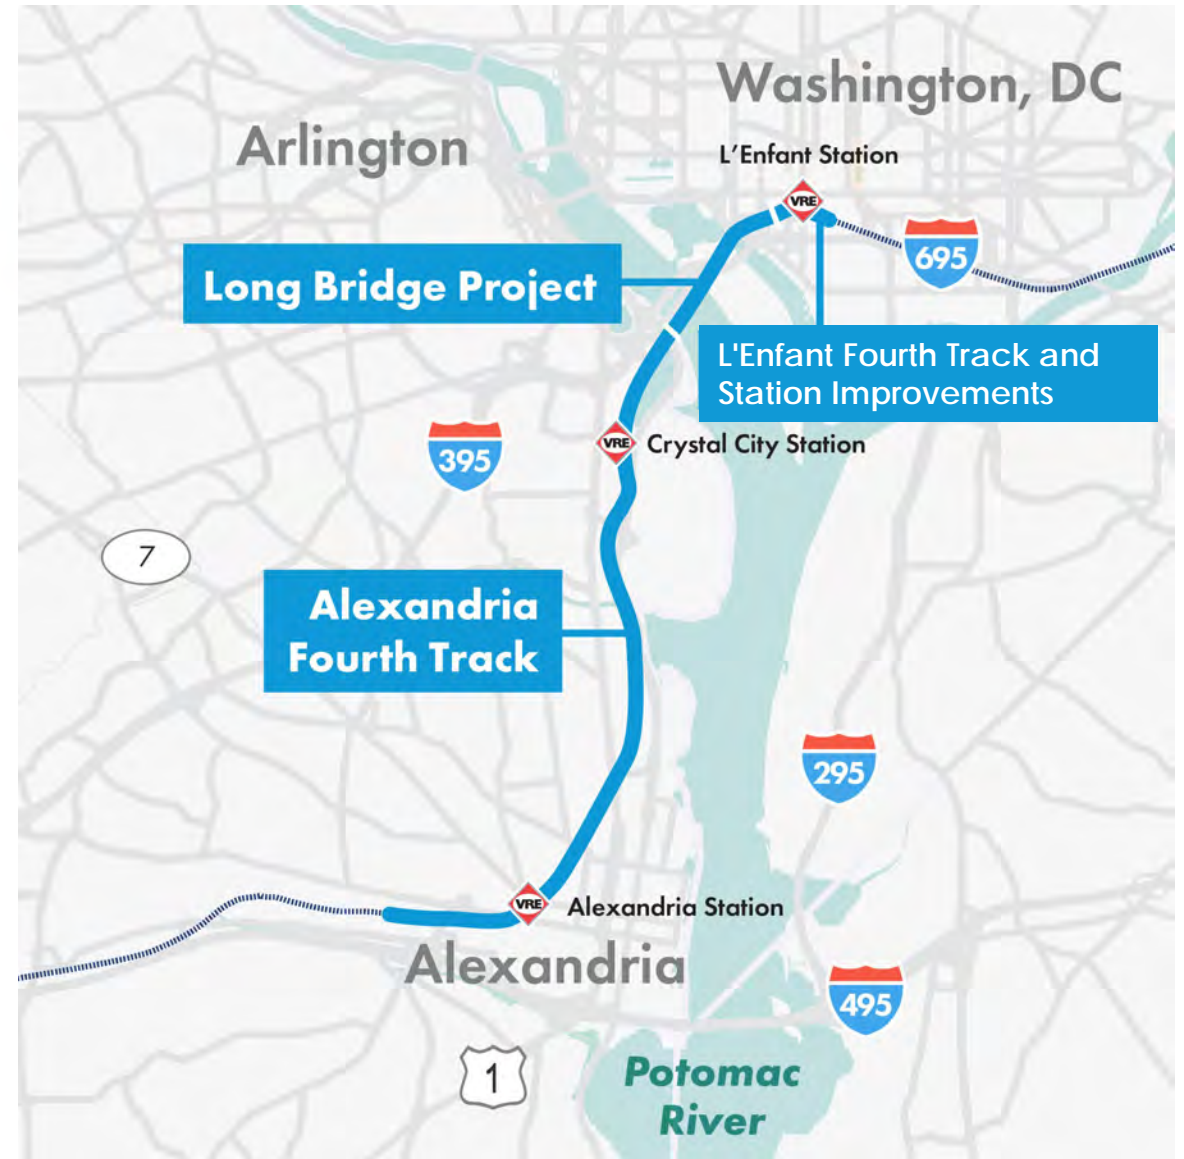 Washington, DC
Arlington
L’Enfant Station
VRE
695
Long Bridge Project
L'Enfant Fourth Track and
Station Improvements
VRE
Crystal City Station
395
7
Alexandria
Fourth Track
295
VRE
Alexandria Station
Alexandria
495
1
Potomac
River